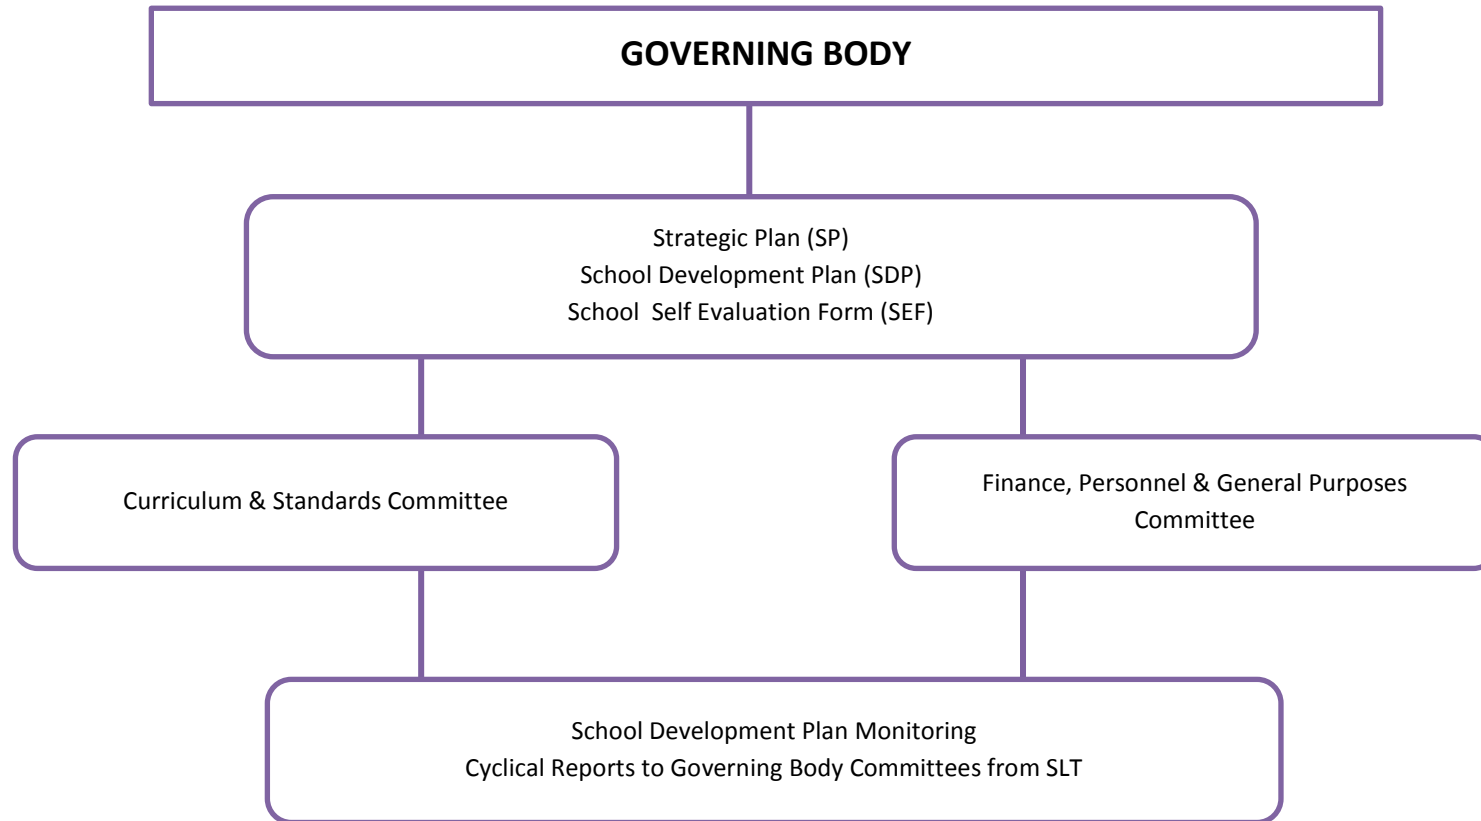 GOVERNING BODY
Strategic Plan (SP)
School Development Plan (SDP)
School  Self Evaluation Form (SEF)
Curriculum & Standards Committee
Finance, Personnel & General Purposes
Committee
School Development Plan Monitoring
Cyclical Reports to Governing Body Committees from SLT